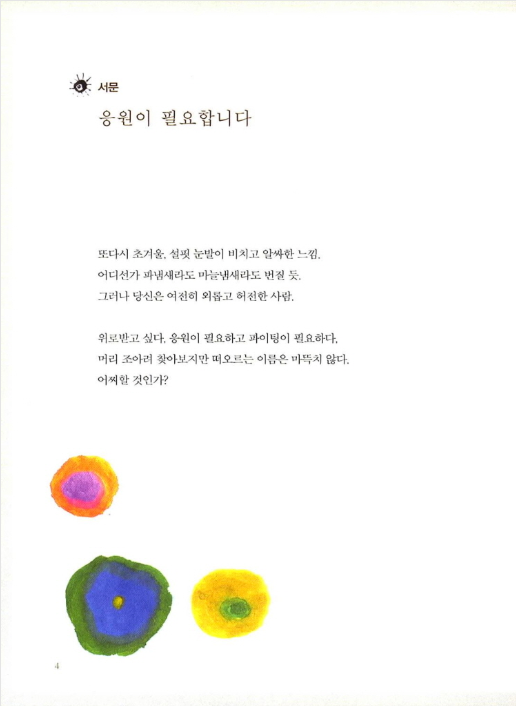 서문
응원이 필요합니다
또다시 초겨울. 설핏 눈발이 비치고 알싸한 느낌.
어디선가 파냄새라도 마늘냄새라도 번질 듯.
그러나 당신은 여전히 외롭고 허전한 사람.
위로받고 싶다. 응원이 필요하고 파이팅이 필요하다.
머리 조아려 찾아보지만 떠오르는 이름은 마뜩치 않다.
어찌할 것인가?
4